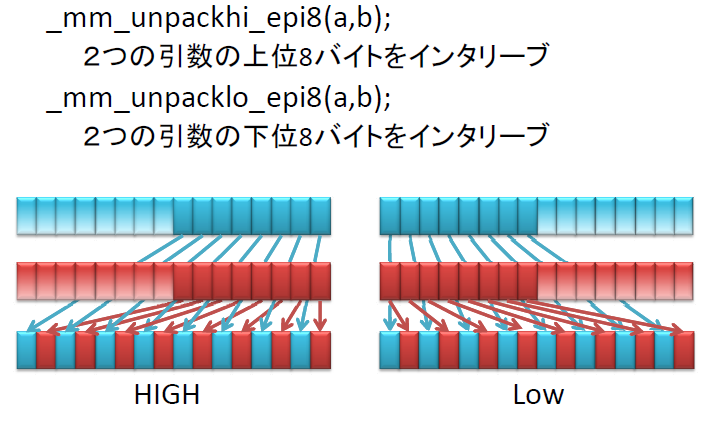 _mm_unpackhi_epi8(a,b);
２つの引数の上位8バイトをインタリーブ
_mm_unpacklo_epi8(a,b);
２つの引数の下位8バイトをインタリーブ
HIGH
Low